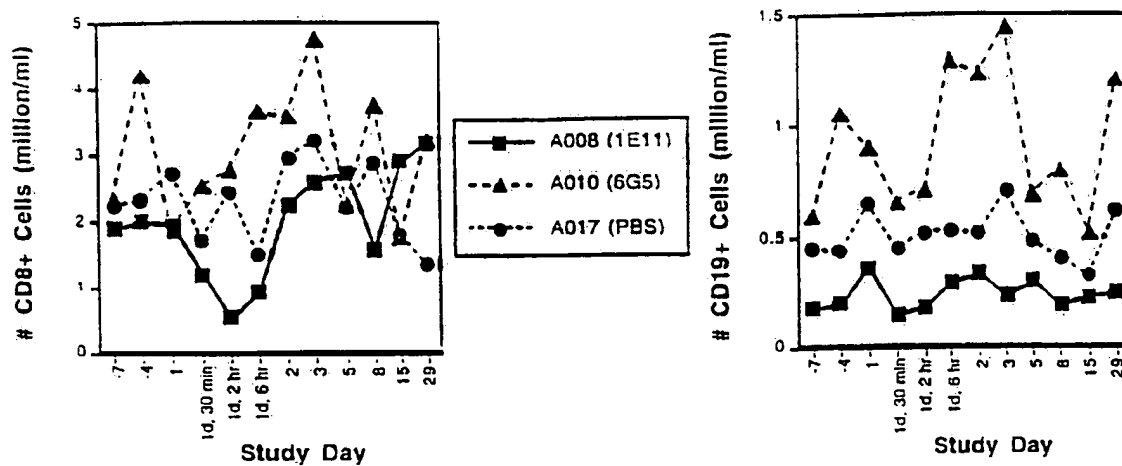 # CD8+ Cells (million/ml)
5
4
3
2
1
0
-7
-4
1
1d, 30 min
1d, 2 hr
1d, 6 hr
2
3
5
8
15
29
Study Day
A008 (1E11)
A010 (6G5)
A017 (PBS)
# CD19+ Cells (million/ml)
1.5
1
0.5
0
-7
-4
1
1d, 30 min
1d, 2 hr
1d, 6 hr
2
3
5
8
15
29
Study Day